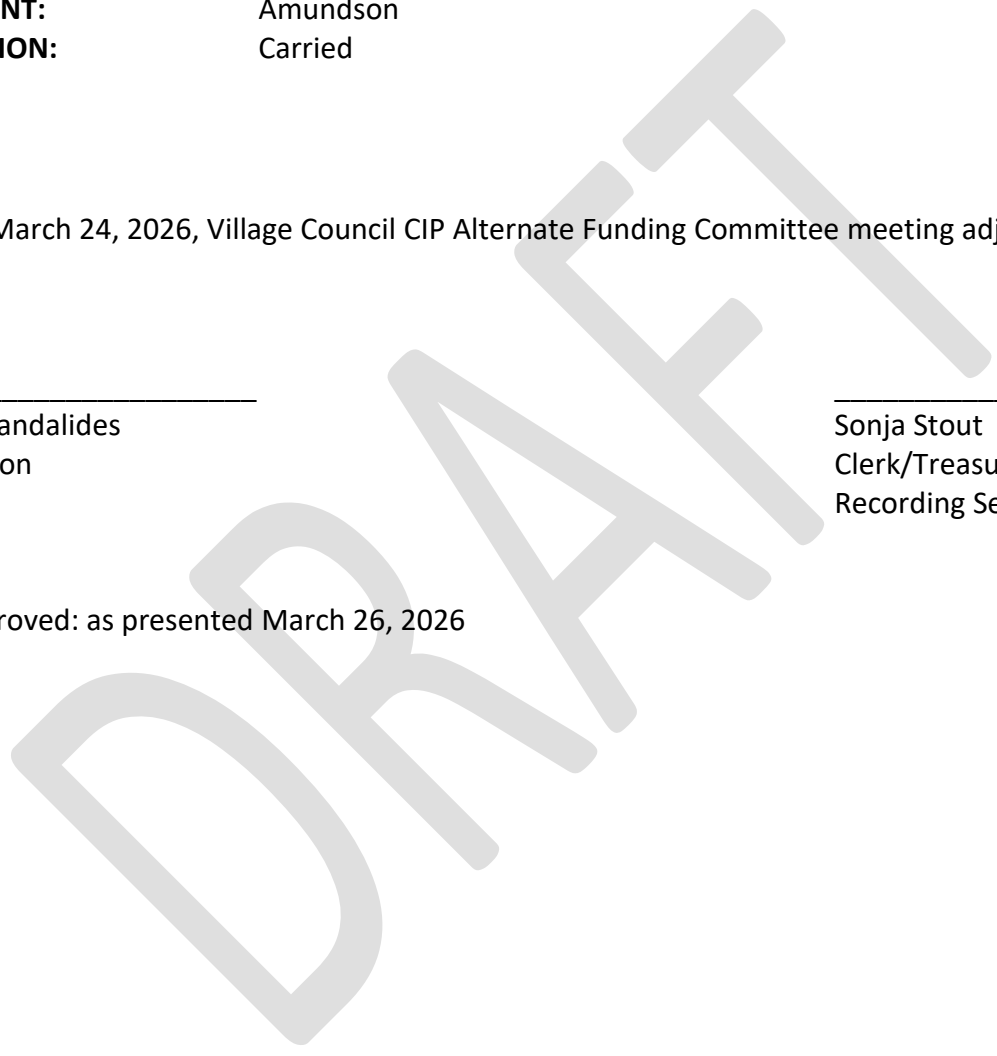 NT: Amundson
ION: Carried
March 24, 2026, Village Council CIP Alternate Funding Committee meeting adj
andalides Sonja Stout
on Clerk/Treasu
Recording Se
roved: as presented March 26, 2026
DRAFT